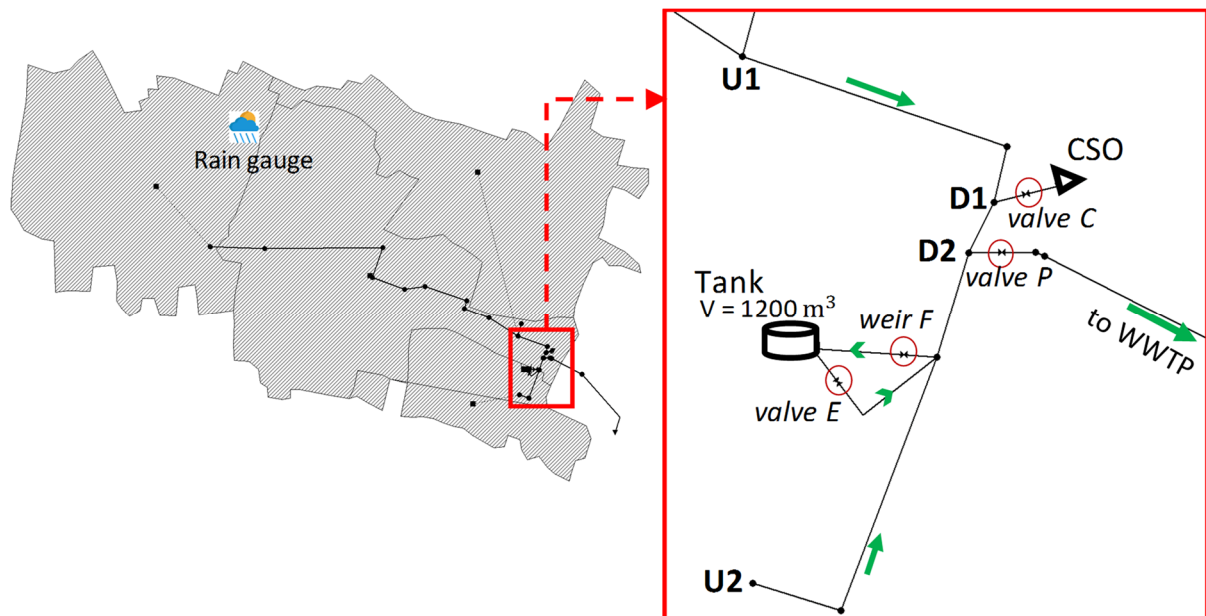 Rain gauge
U1
CSO
D1
valve C
D2
valve P
Tank
V = 1200 m³
weir F
to WWTP
valve E
U2